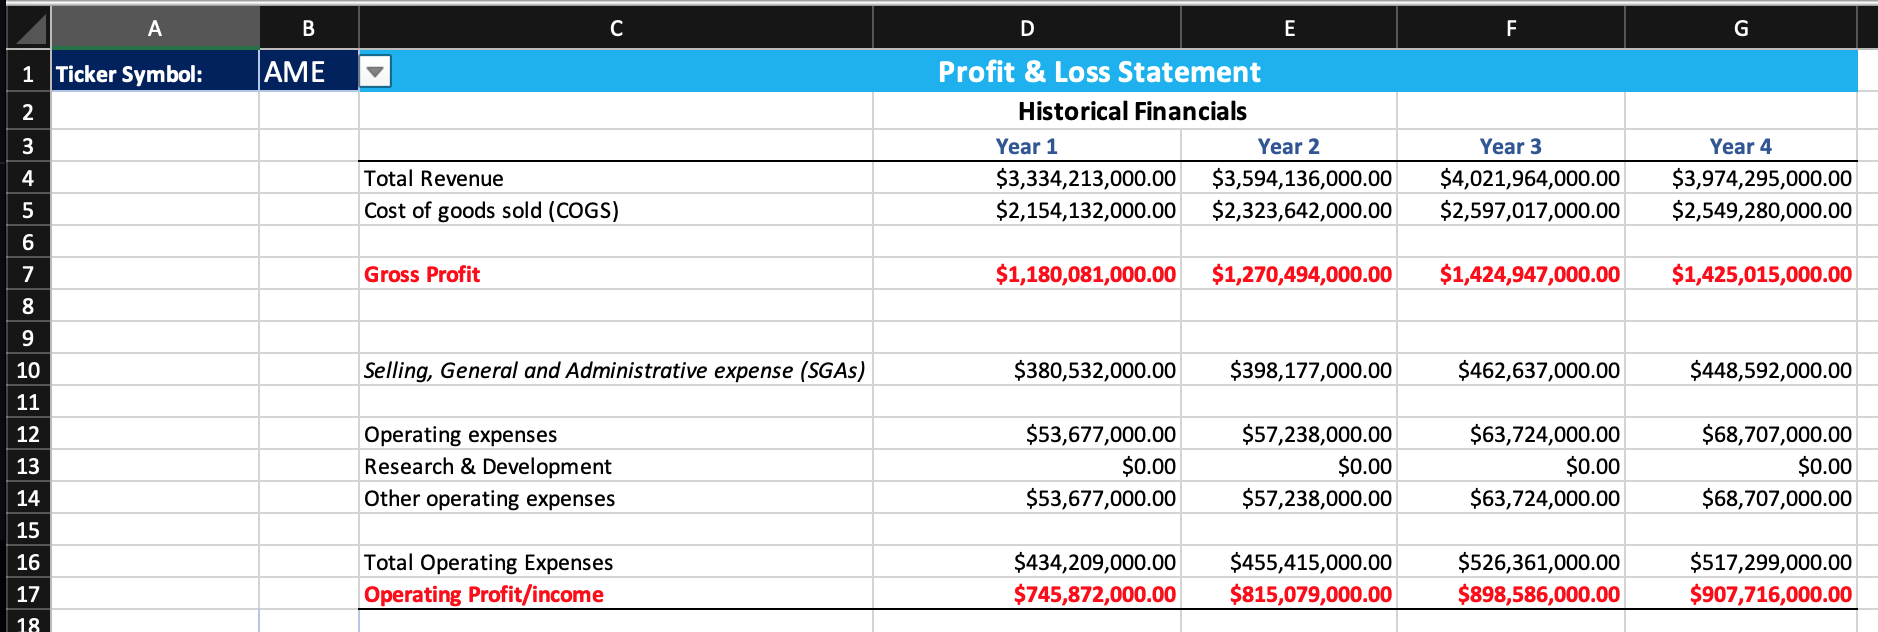 A B C D E F G
1 Ticker Symbol: AME Profit & Loss Statement
2 Historical Financials
3 Year 1 Year 2 Year 3 Year 4
4 Total Revenue $3,334,213,000.00 $3,594,136,000.00 $4,021,964,000.00 $3,974,295,000.00
5 Cost of goods sold (COGS) $2,154,132,000.00 $2,323,642,000.00 $2,597,017,000.00 $2,549,280,000.00
6
7 Gross Profit $1,180,081,000.00 $1,270,494,000.00 $1,424,947,000.00 $1,425,015,000.00
8
9
10 Selling, General and Administrative expense (SGAs) $380,532,000.00 $398,177,000.00 $462,637,000.00 $448,592,000.00
11
12 Operating expenses $53,677,000.00 $57,238,000.00 $63,724,000.00 $68,707,000.00
13 Research & Development $0.00 $0.00 $0.00 $0.00
14 Other operating expenses $53,677,000.00 $57,238,000.00 $63,724,000.00 $68,707,000.00
15
16 Total Operating Expenses $434,209,000.00 $455,415,000.00 $526,361,000.00 $517,299,000.00
17 Operating Profit/income $745,872,000.00 $815,079,000.00 $898,586,000.00 $907,716,000.00
18